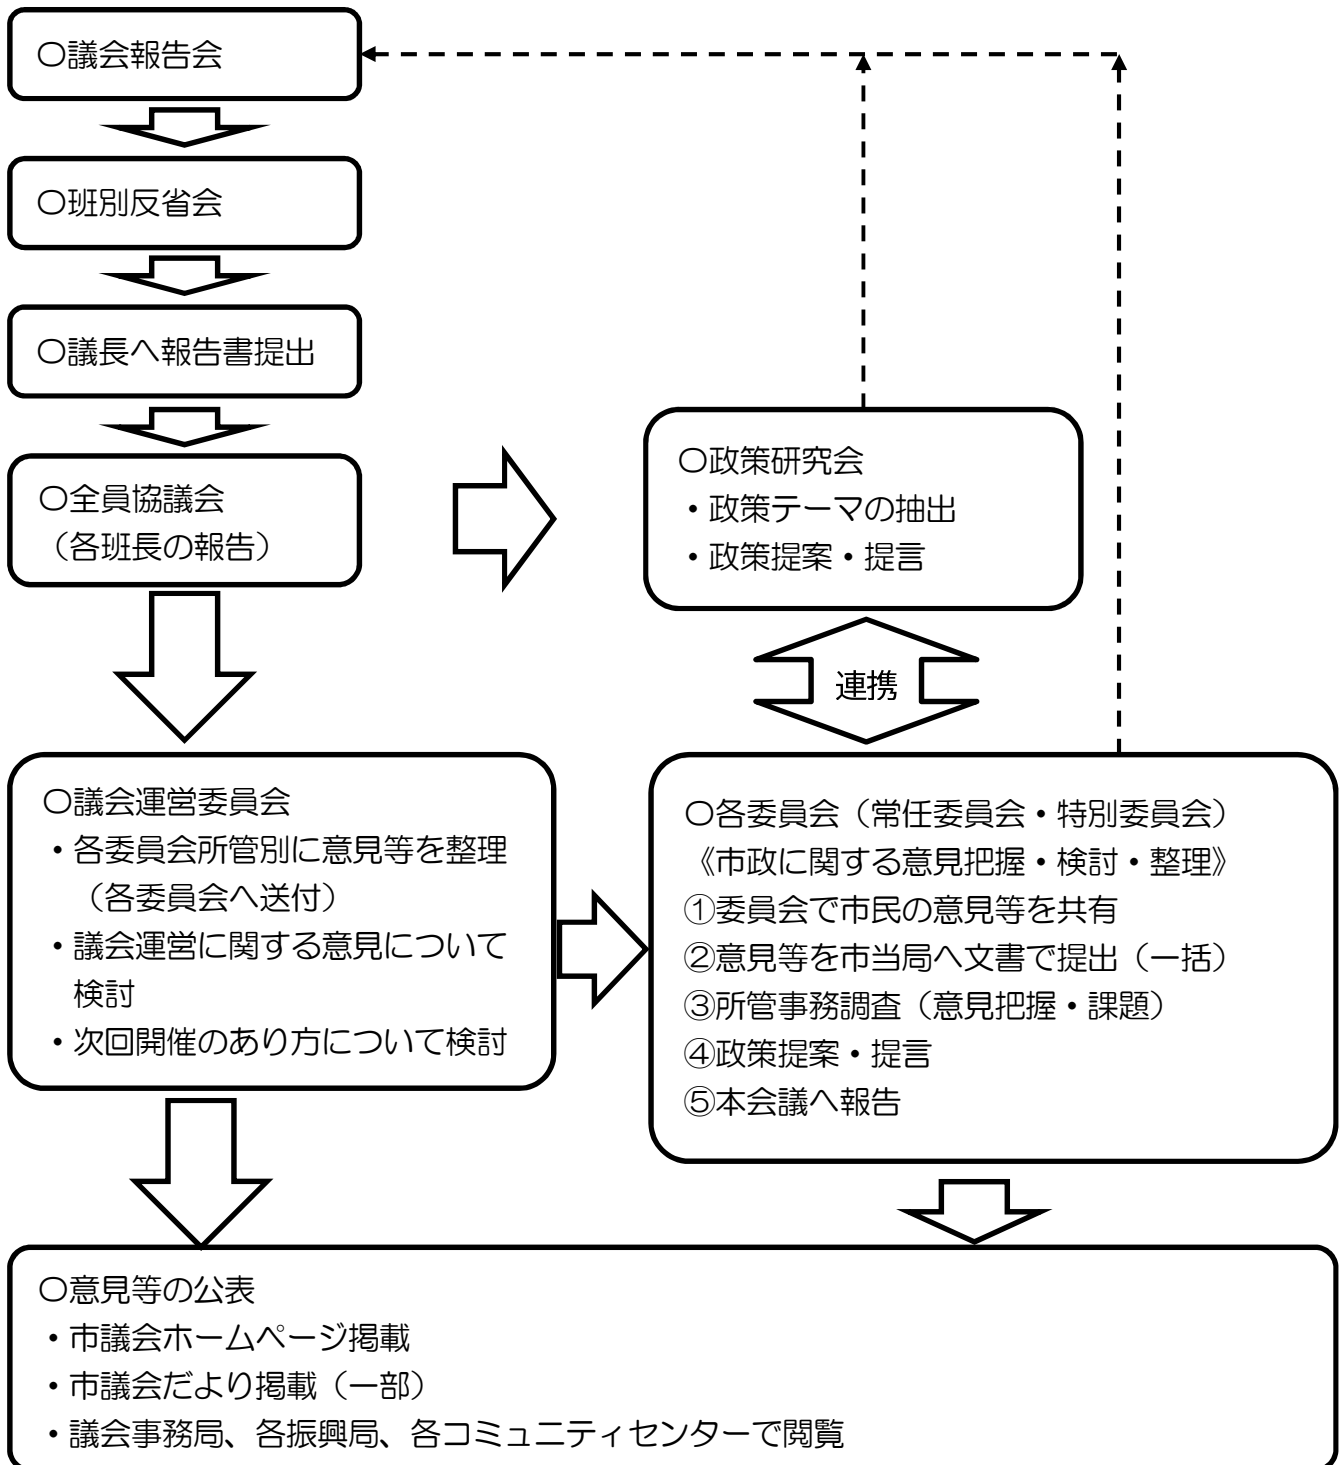 〇議会報告会
〇班別反省会
〇議長へ報告書提出
〇全員協議会
（各班長の報告）
〇政策研究会
・政策テーマの抽出
・政策提案・提言
連携
〇議会運営委員会
・各委員会所管別に意見等を整理
（各委員会へ送付）
・議会運営に関する意見について
検討
・次回開催のあり方について検討
〇各委員会（常任委員会・特別委員会）
《市政に関する意見把握・検討・整理》
①委員会で市民の意見等を共有
②意見等を市当局へ文書で提出（一括）
③所管事務調査（意見把握・課題）
④政策提案・提言
⑤本会議へ報告
〇意見等の公表
・市議会ホームページ掲載
・市議会だより掲載（一部）
・議会事務局、各振興局、各コミュニティセンターで閲覧